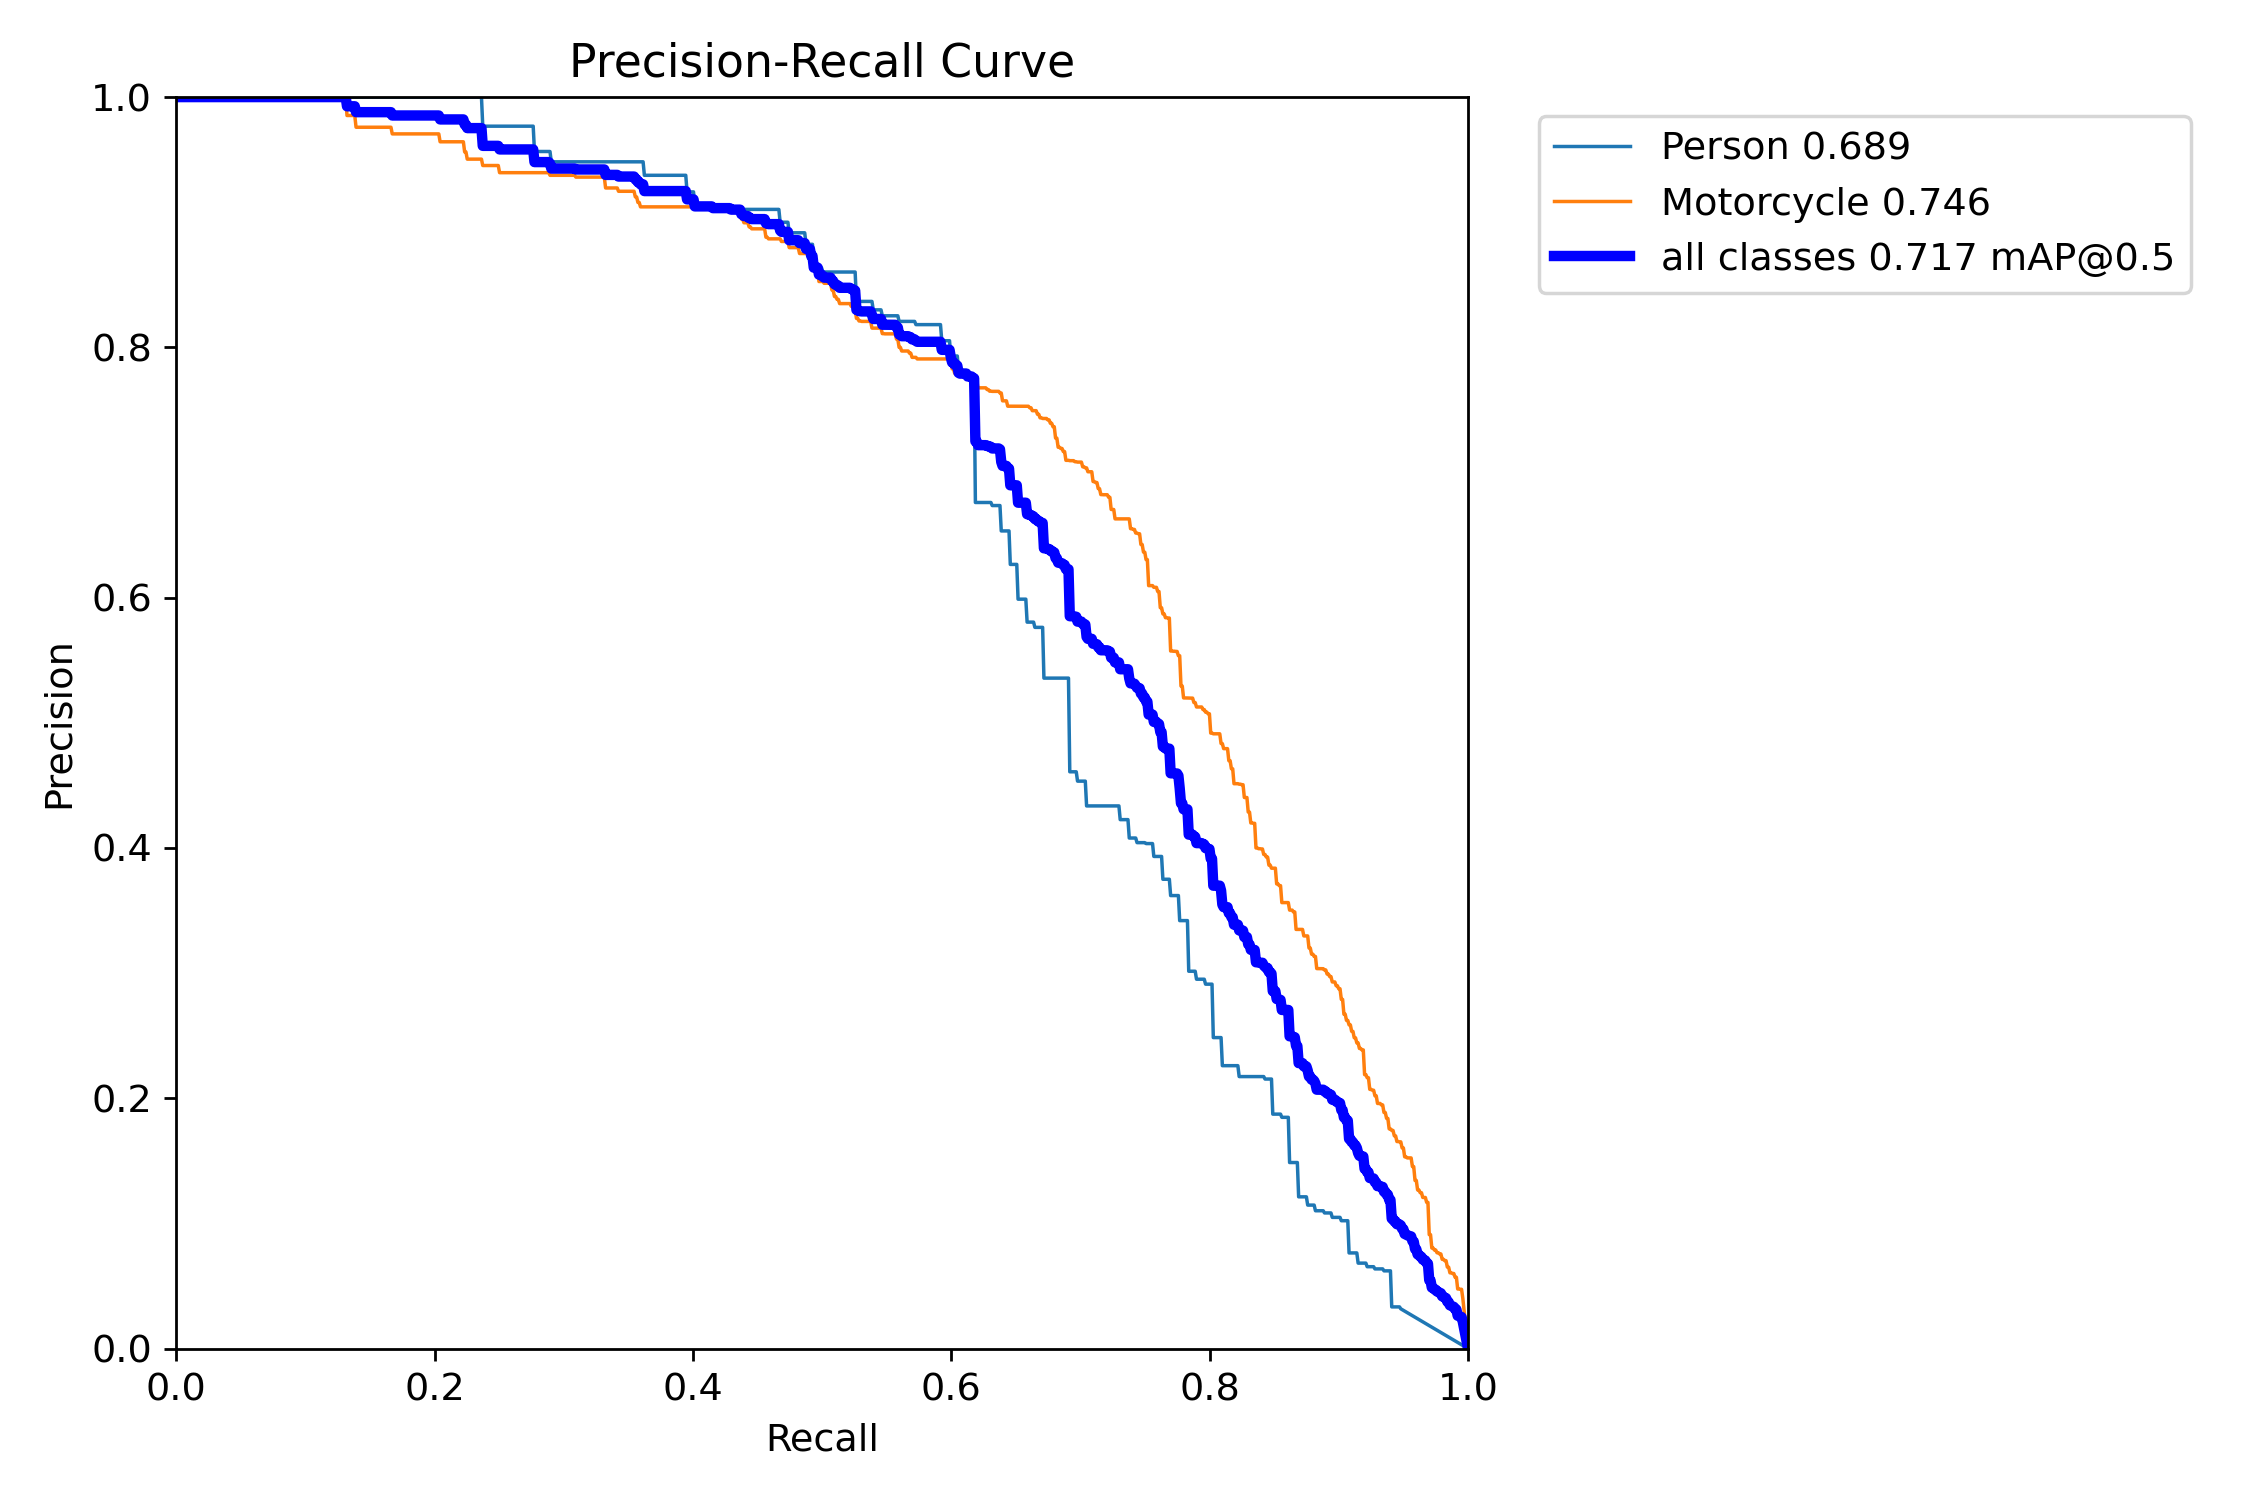 Precision-Recall Curve
Person 0.689
Motorcycle 0.746
all classes 0.717 mAP@0.5
1.0
0.8
0.6
0.4
0.2
0.0
Precision
0.0 0.2 0.4 0.6 0.8 1.0
Recall